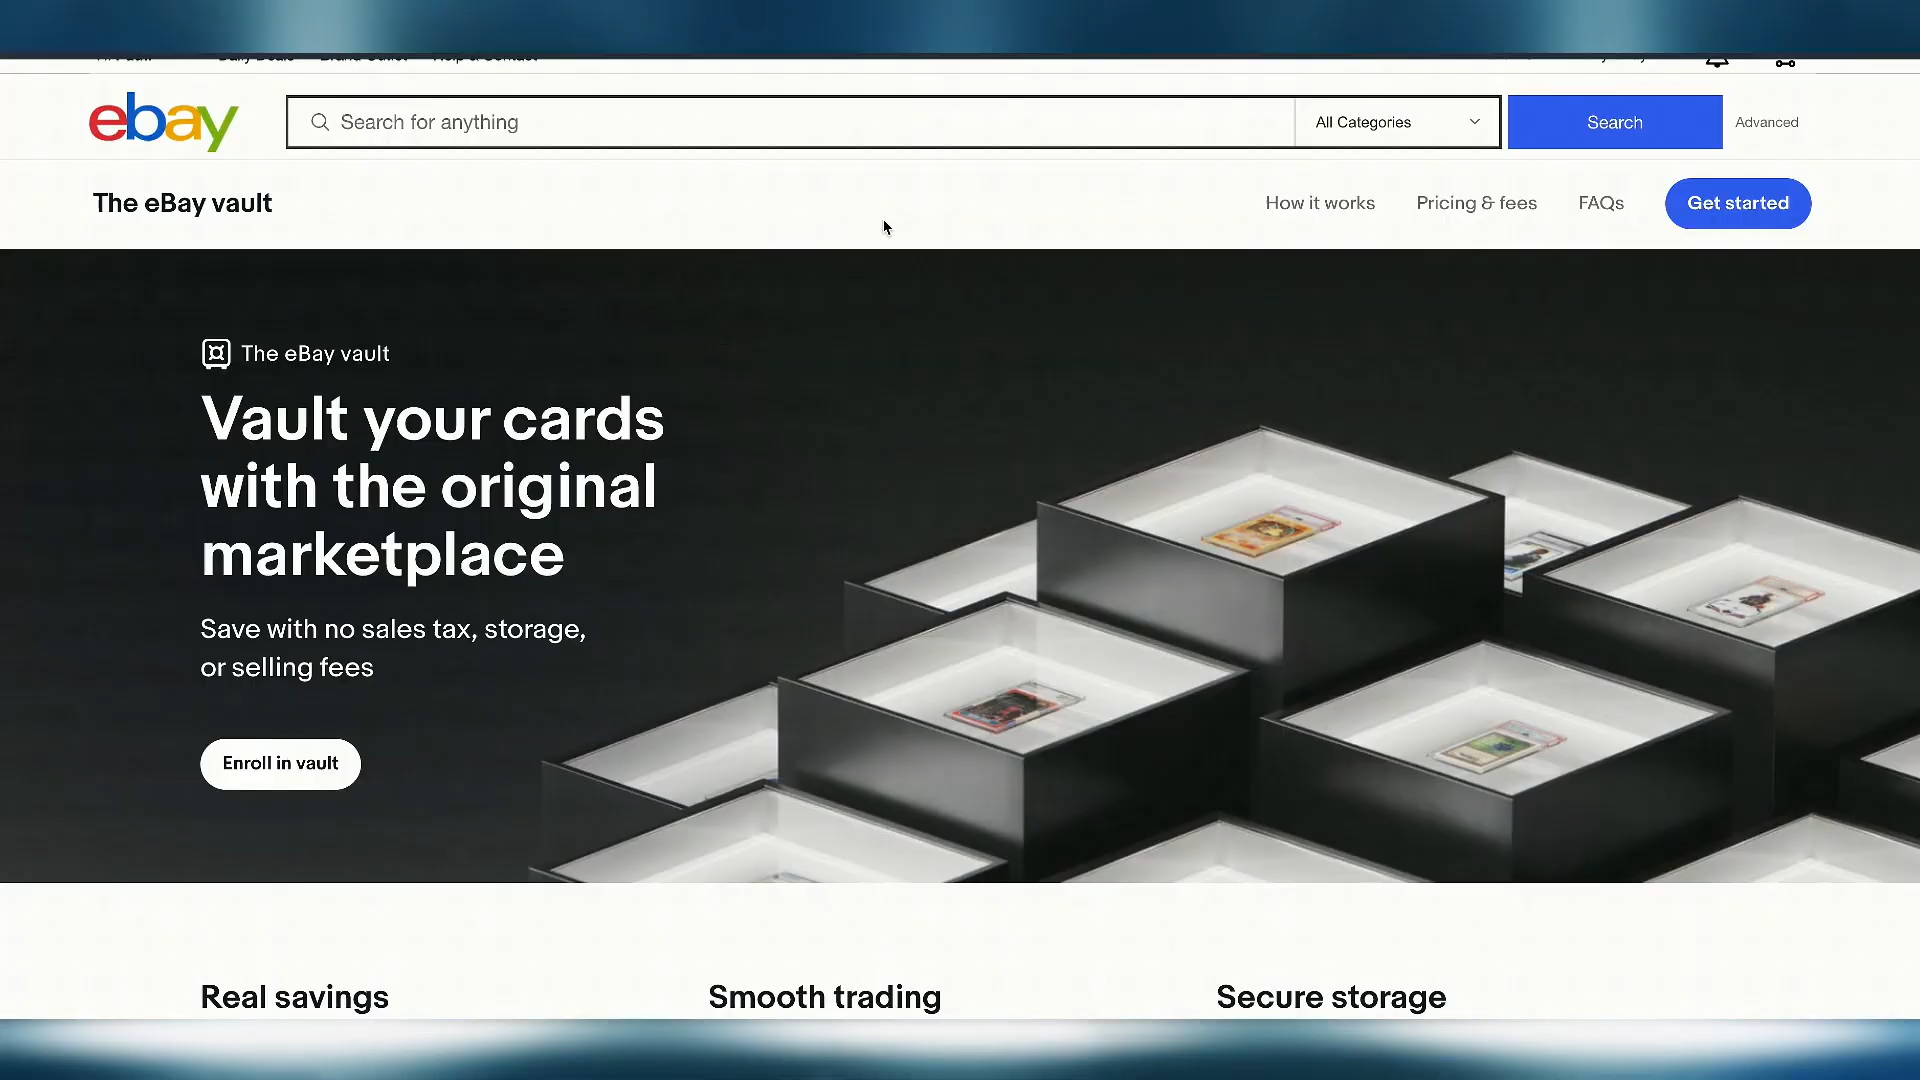 ebay
Search for anything
All Categories
Search
Advanced
The eBay vault
How it works
Pricing & fees
FAQs
Get started
The eBay vault
Vault your cards
with the original
marketplace
Save with no sales tax, storage,
or selling fees
Enroll in vault
Real savings
Smooth trading
Secure storage